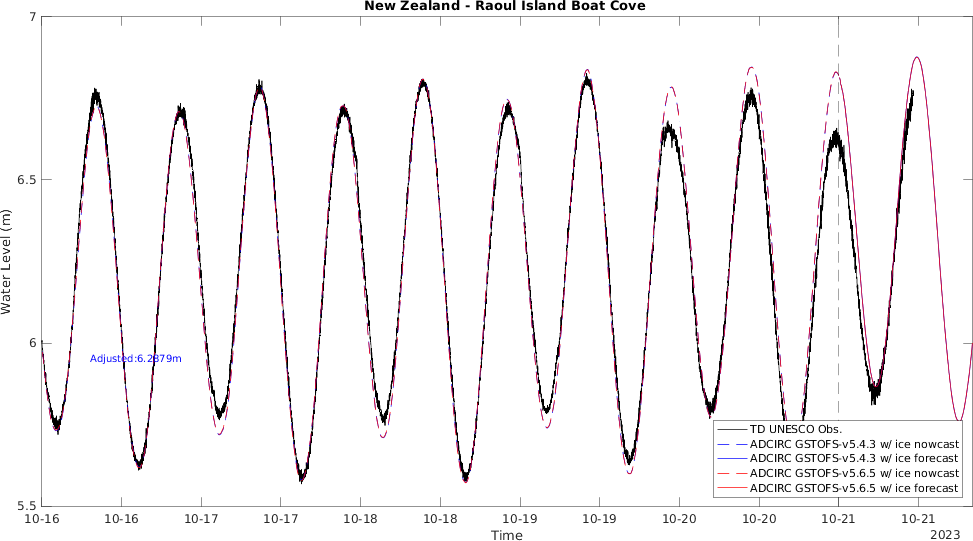 New Zealand - Raoul Island Boat Cove
7
6.5
6
5.5
Water Level (m)
Adjusted:6.2879m
TD UNESCO Obs.
ADCIRC GSTOFS-v5.4.3 w/ ice nowcast
ADCIRC GSTOFS-v5.4.3 w/ ice forecast
ADCIRC GSTOFS-v5.6.5 w/ ice nowcast
ADCIRC GSTOFS-v5.6.5 w/ ice forecast
10-16 10-16 10-17 10-17 10-18 10-18 10-19 10-19 10-20 10-20 10-21 10-21
Time
2023